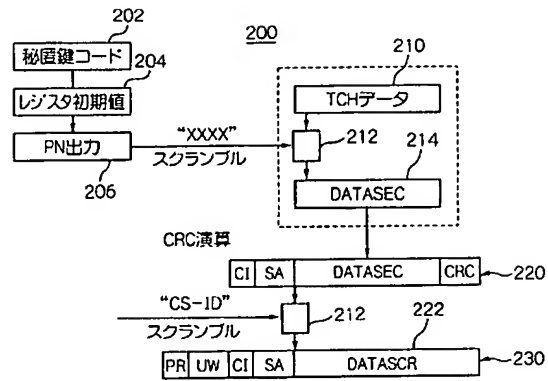 202
200
秘匿鍵コード
204
210
レジスタ初期値
TCHデータ
"XXXX"
PN出力
212
スクランブル
214
206
DATASEC
CRC演算
CI SA DATASEC CRC
220
"CS-ID"
212
スクランブル
222
PR UW CI SA DATASCR
230